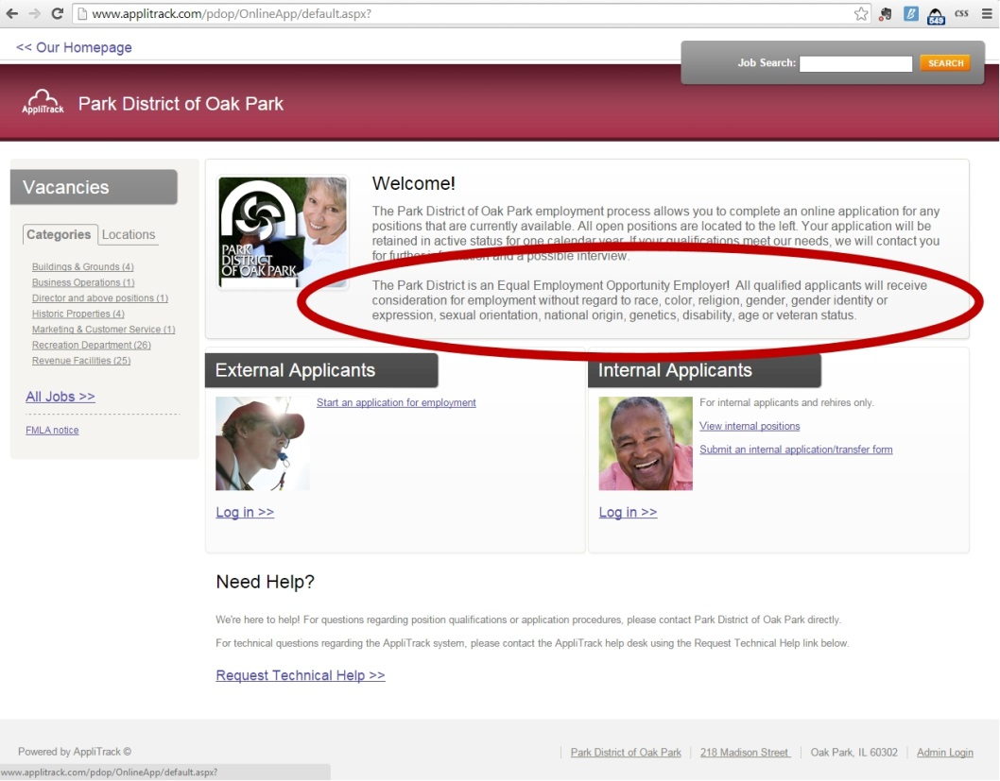 www.applitrack.com/pdop/OnlineApp/default.aspx?
549
CSS
<< Our Homepage
Job Search:
SEARCH
AppliTrack
Park District of Oak Park
Vacancies
Categories
Locations
Buildings & Grounds (4)
Business Operations (1)
Director and above positions (1)
Historic Properties (4)
Marketing & Customer Service (1)
Recreation Department (26)
Revenue Facilities (25)
All Jobs >>
FMLA notice
PARK
DISTRICT
OF OAK PARK
Welcome!
The Park District of Oak Park employment process allows you to complete an online application for any
positions that are currently available. All open positions are located to the left. Your application will be
retained in active status for one calendar year. If your qualifications meet our needs, we will contact you
for further information and a possible interview.
The Park District is an Equal Employment Opportunity Employer! All qualified applicants will receive
consideration for employment without regard to race, color, religion, gender, gender identity or
expression, sexual orientation, national origin, genetics, disability, age or veteran status.
External Applicants
Start an application for employment
Log in >>
Internal Applicants
For internal applicants and rehires only.
View internal positions
Submit an internal application/transfer form
Log in >>
Need Help?
We're here to help! For questions regarding position qualifications or application procedures, please contact Park District of Oak Park directly.
For technical questions regarding the AppliTrack system, please contact the AppliTrack help desk using the Request Technical Help link below.
Request Technical Help >>
Powered by AppliTrack ©
Park District of Oak Park
218 Madison Street
Oak Park, IL 60302
Admin Login
www.applitrack.com/pdop/OnlineApp/default.aspx?